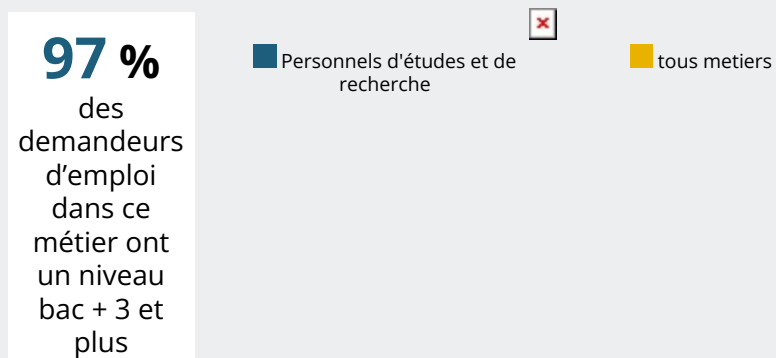 97 %
des
demandeurs
d’emploi
dans ce
métier ont
un niveau
bac + 3 et
plus
Personnels d'études et de
recherche
tous metiers